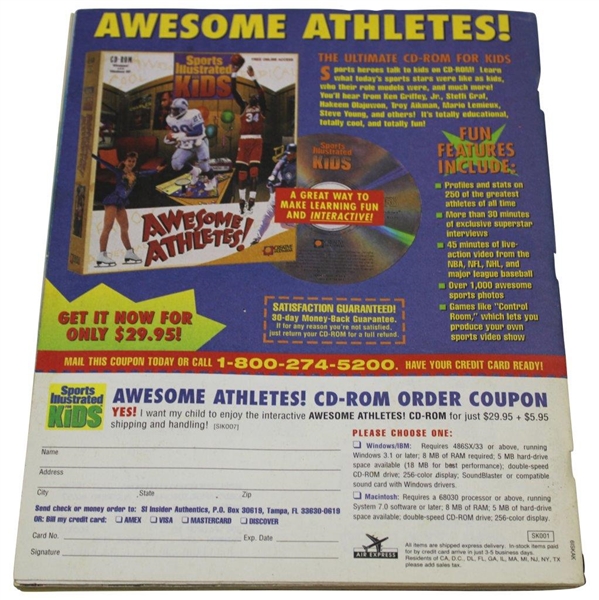 AWESOME ATHLETES!
CD-ROM
Sports
Illustrated
KiDS
AWESOME!
ATHLETES!
34
THE ULTIMATE CD-ROM FOR KIDS
Sports heroes talk to kids on CD-ROM! Learn
what today's sports stars were like as kids,
who their role models were, and much more!
You'll hear from Ken Griffey, Jr., Steffi Graf,
Hakeem Olajuwon, Troy Aikman, Mario Lemieux,
Steve Young, and others! It's totally educational,
totally cool, and totally fun!
Sports
Illustrated
KIDS
A GREAT WAY TO
MAKE LEARNING FUN
AND INTERACTIVE!
FUN
FEATURES
INCLUDE:
Profiles and stats on
250 of the greatest
athletes of all time
More than 30 minutes
of exclusive superstar
interviews
45 minutes of live-
action video from the
NBA, NFL, NHL, and
major league baseball
Over 1,000 awesome
sports photos
Games like "Control
Room," which lets you
produce your own
sports video show
GET IT NOW FOR
ONLY $29.95!
SATISFACTION GUARANTEED!
30-day Money-Back Guarantee.
If for any reason you're not satisfied,
just return your CD-ROM for a full refund.
MAIL THIS COUPON TODAY OR CALL 1-800-274-5200. HAVE YOUR CREDIT CARD READY!
Sports
Illustrated
for
KiDS
AWESOME ATHLETES! CD-ROM ORDER COUPON
YES! I want my child to enjoy the interactive AWESOME ATHLETES! CD-ROM for just $29.95 + $5.95
shipping and handling! [SIK007]
Name
Address
City State Zip
Send check or money order to: SI Insider Authentica, P.O. Box 30619, Tampa, FL 33630-0619
OR: Bill my credit card: AMEX VISA MASTERCARD DISCOVER
Card No. Exp. Date
Signature
PLEASE CHOOSE ONE:
Windows/IBM: Requires 486SX/33 or above, running
Windows 3.1 or later; 8 MB of RAM required; 5 MB hard-drive
space available (18 MB for best performance); double-speed
CD-ROM drive; 256-color display; SoundBlaster or compatible
sound card with Windows drivers.
Macintosh: Requires a 68030 processor or above, running
System 7.0 software or later; 8 MB of RAM; 5 MB of hard-drive
space available; double-speed CD-ROM drive; 256-color display.
SK001
AIR EXPRESS
All items are shipped express delivery. In-stock items paid
for by credit card arrive in just 3-5 business days.
Residents of CA, D.C., DL, FL, GA, IL, MA, MI, NJ, NY, TX
please add sales tax.